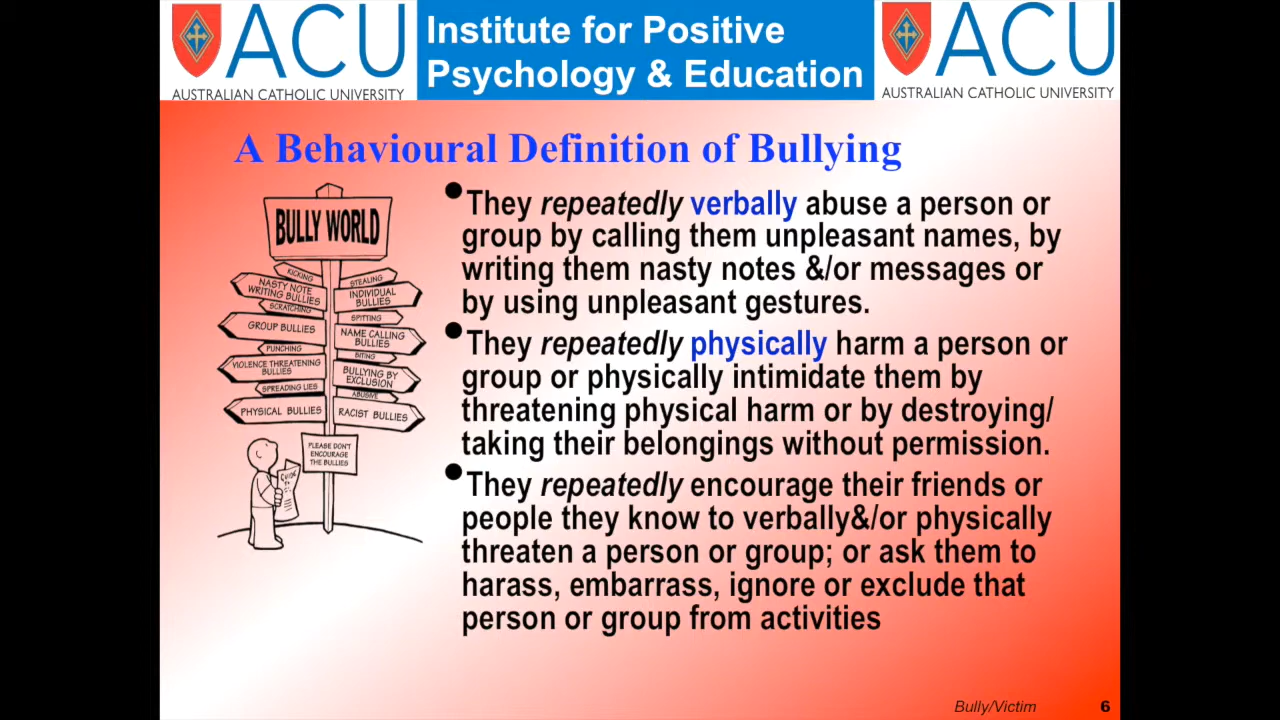 ACU
AUSTRALIAN CATHOLIC UNIVERSITY
Institute for Positive
Psychology & Education
ACU
AUSTRALIAN CATHOLIC UNIVERSITY
A Behavioural Definition of Bullying
BULLY WORLD
KICKING
STEALING
NASTY NOTE
WRITING BULLIES
INDIVIDUAL
BULLIES
SCRATCHING
SPITTING
GROUP BULLIES
NAME CALLING
BULLIES
PUNCHING
BITING
VIOLENCE THREATENING
BULLIES
BULLYING BY
EXCLUSION
SPREADING LIES
ABUSIVE
PHYSICAL BULLIES
RACIST BULLIES
PLEASE DON'T
ENCOURAGE
THE BULLIES
GUIDE
•They repeatedly verbally abuse a person or
group by calling them unpleasant names, by
writing them nasty notes &/or messages or
by using unpleasant gestures.
•They repeatedly physically harm a person or
group or physically intimidate them by
threatening physical harm or by destroying/
taking their belongings without permission.
•They repeatedly encourage their friends or
people they know to verbally&/or physically
threaten a person or group; or ask them to
harass, embarrass, ignore or exclude that
person or group from activities
Bully/Victim
6